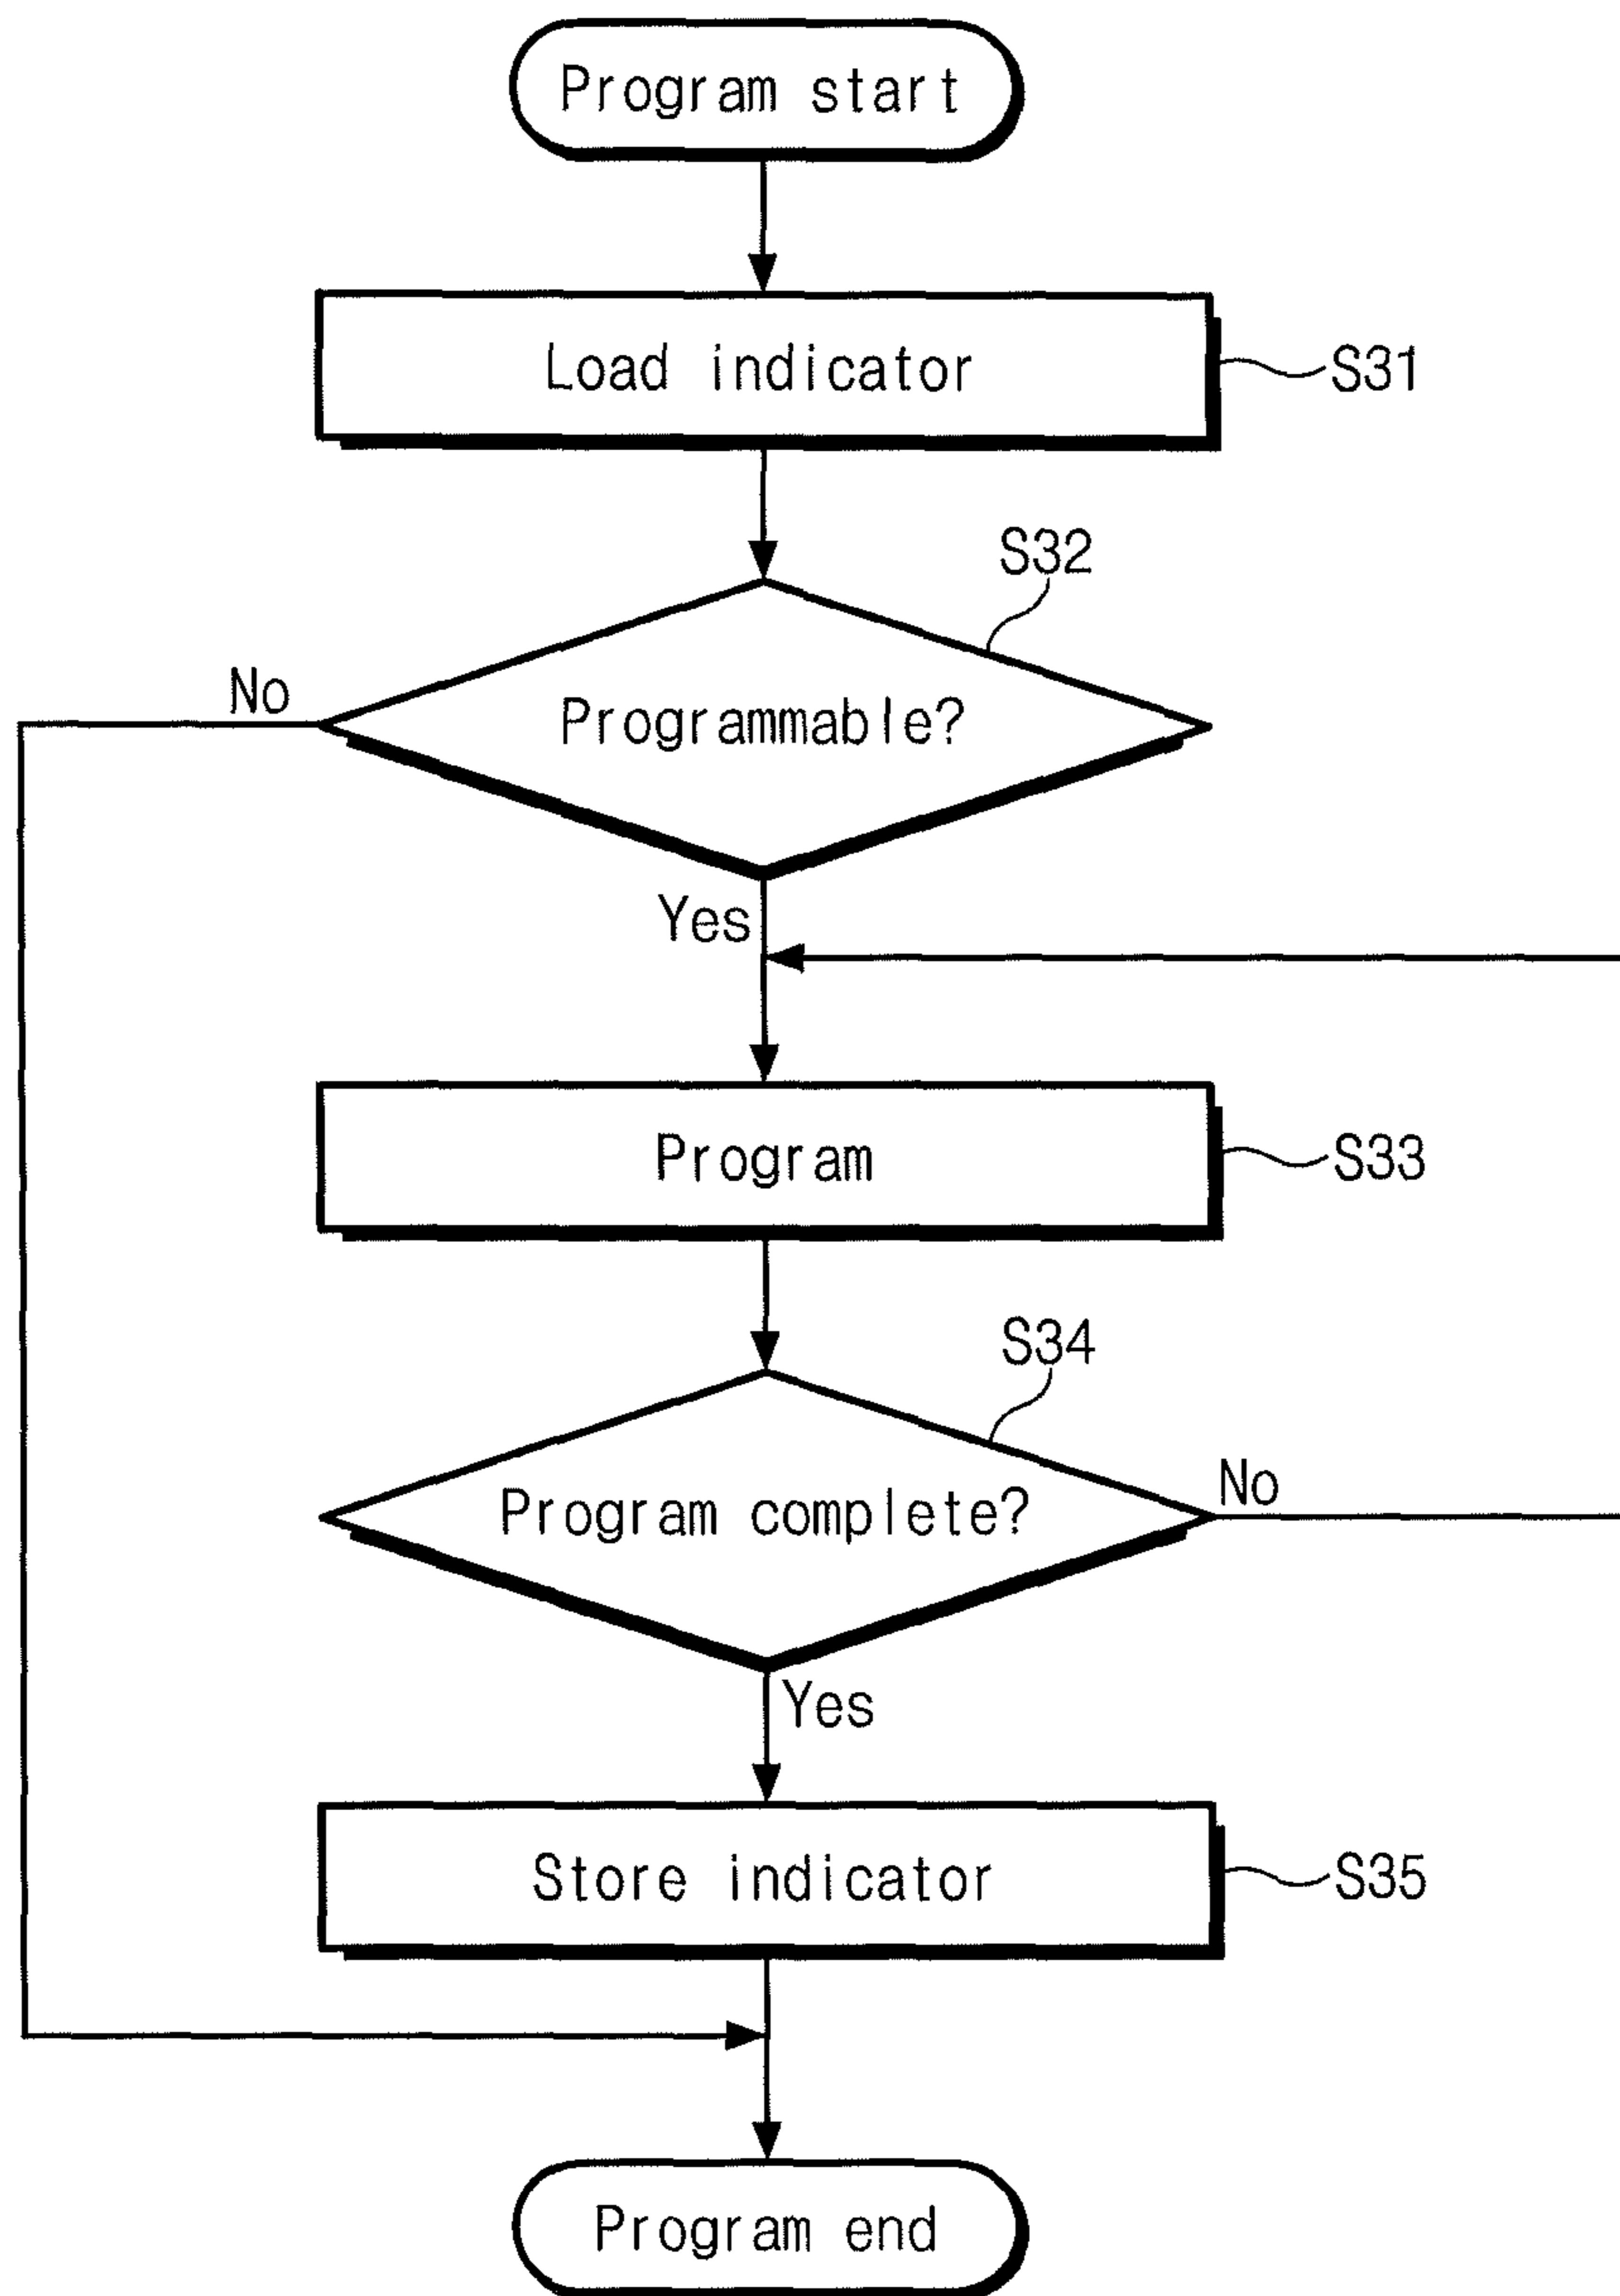 Program start
Load indicator
S31
S32
No
Programmable?
Yes
Program
S33
S34
No
Program complete?
Yes
Store indicator
S35
Program end